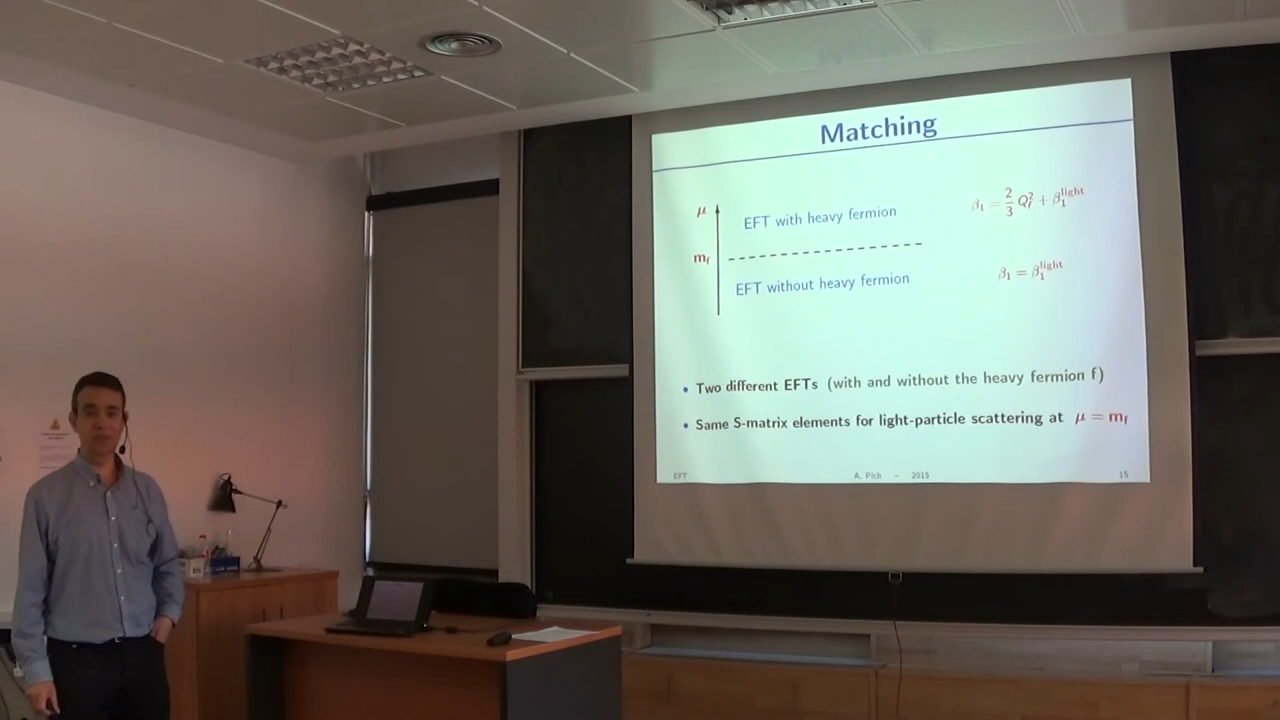 Matching
μ
EFT with heavy fermion
β₁ = 2/3 Q_f² + β₁^light
m_f
EFT without heavy fermion
β₁ = β₁^light
• Two different EFTs (with and without the heavy fermion f)
• Same S-matrix elements for light-particle scattering at μ = m_f
EFT
A. Pich – 2015
15